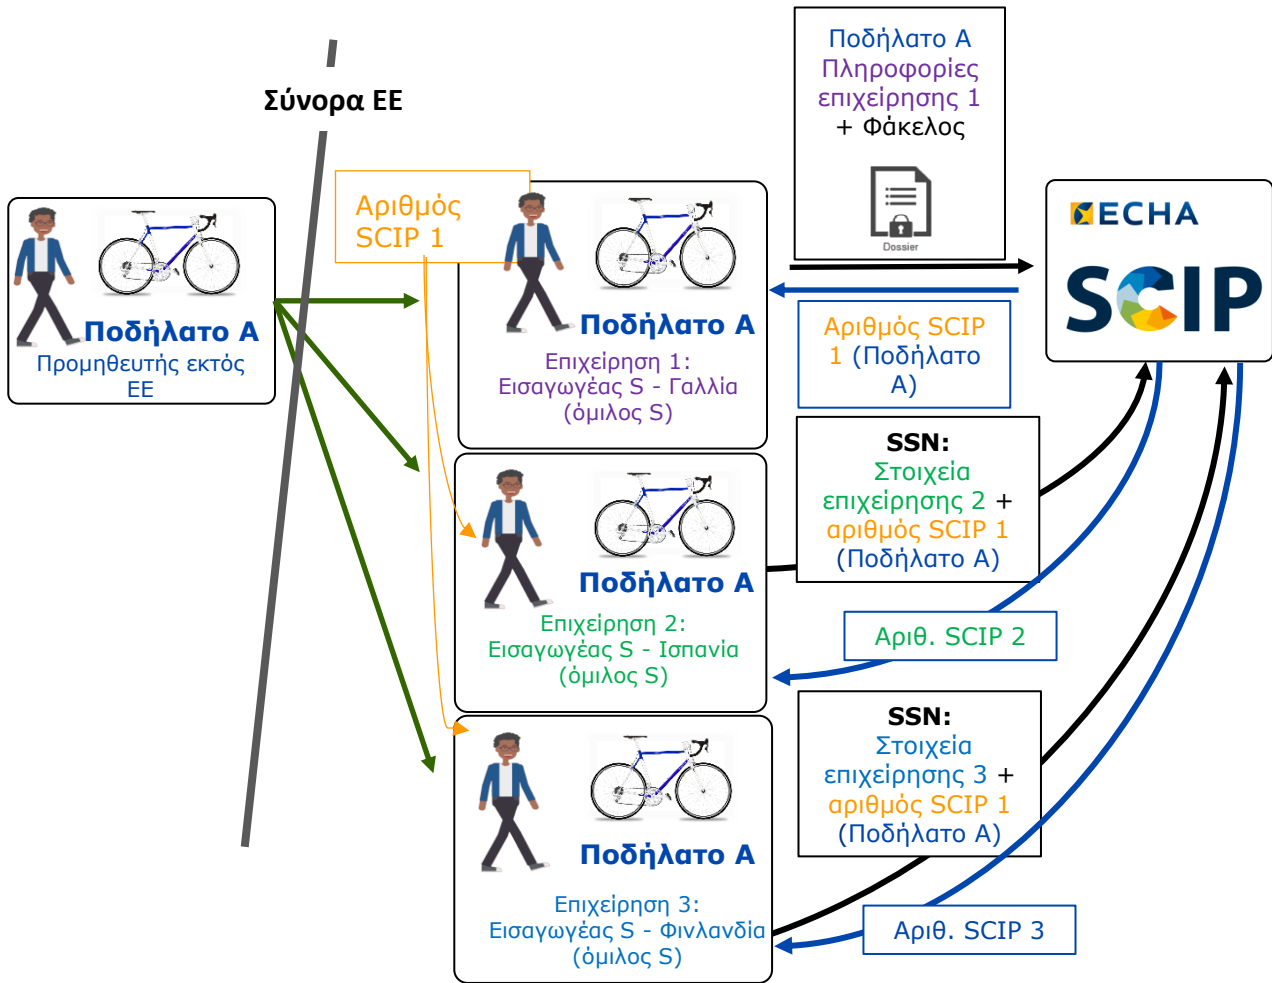 Σύνορα ΕΕ
Ποδήλατο Α
Προμηθευτής εκτός
ΕΕ
Αριθμός
SCIP 1
Ποδήλατο Α
Επιχείρηση 1:
Εισαγωγέας S - Γαλλία
(όμιλος S)
Ποδήλατο Α
Πληροφορίες
επιχείρησης 1
+ Φάκελος
Dossier
ECHA
SCIP
Αριθμός SCIP
1 (Ποδήλατο
Α)
Ποδήλατο Α
Επιχείρηση 2:
Εισαγωγέας S - Ισπανία
(όμιλος S)
SSN:
Στοιχεία
επιχείρησης 2 +
αριθμός SCIP 1
(Ποδήλατο Α)
Αριθ. SCIP 2
Ποδήλατο Α
Επιχείρηση 3:
Εισαγωγέας S - Φινλανδία
(όμιλος S)
SSN:
Στοιχεία
επιχείρησης 3 +
αριθμός SCIP 1
(Ποδήλατο Α)
Αριθ. SCIP 3